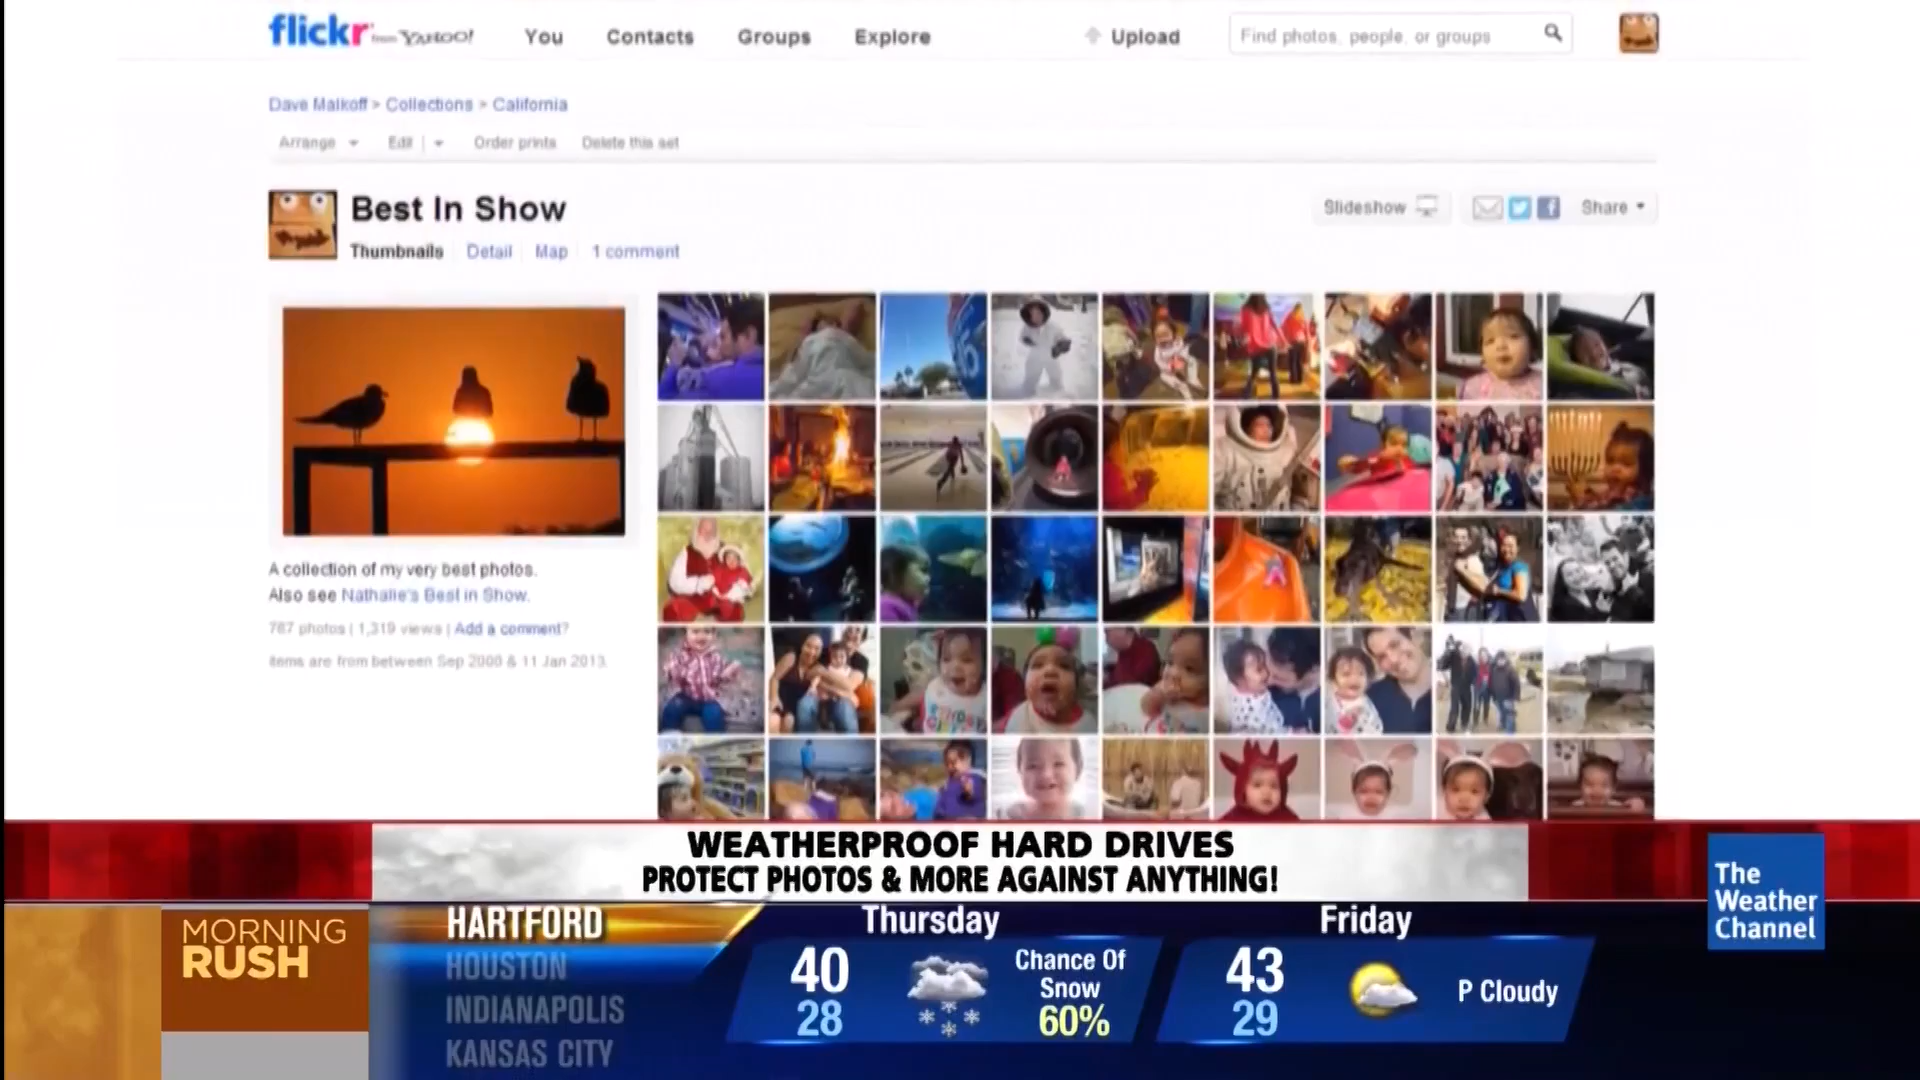 flickr from YAHOO!
You Contacts Groups Explore Upload Find photos, people, or groups
Dave Malkoff > Collections > California
Arrange Edit Order prints Delete this set
Best In Show
Slideshow Share
Thumbnails Detail Map 1 comment
A collection of my very best photos.
Also see Nathalie's Best in Show.
787 photos | 1,319 views | Add a comment?
items are from between Sep 2000 & 11 Jan 2013.
WEATHERPROOF HARD DRIVES
PROTECT PHOTOS & MORE AGAINST ANYTHING!
The
Weather
Channel
MORNING
RUSH
HARTFORD
HOUSTON
INDIANAPOLIS
KANSAS CITY
Thursday
40
28
Chance Of
Snow
60%
Friday
43
29
P Cloudy